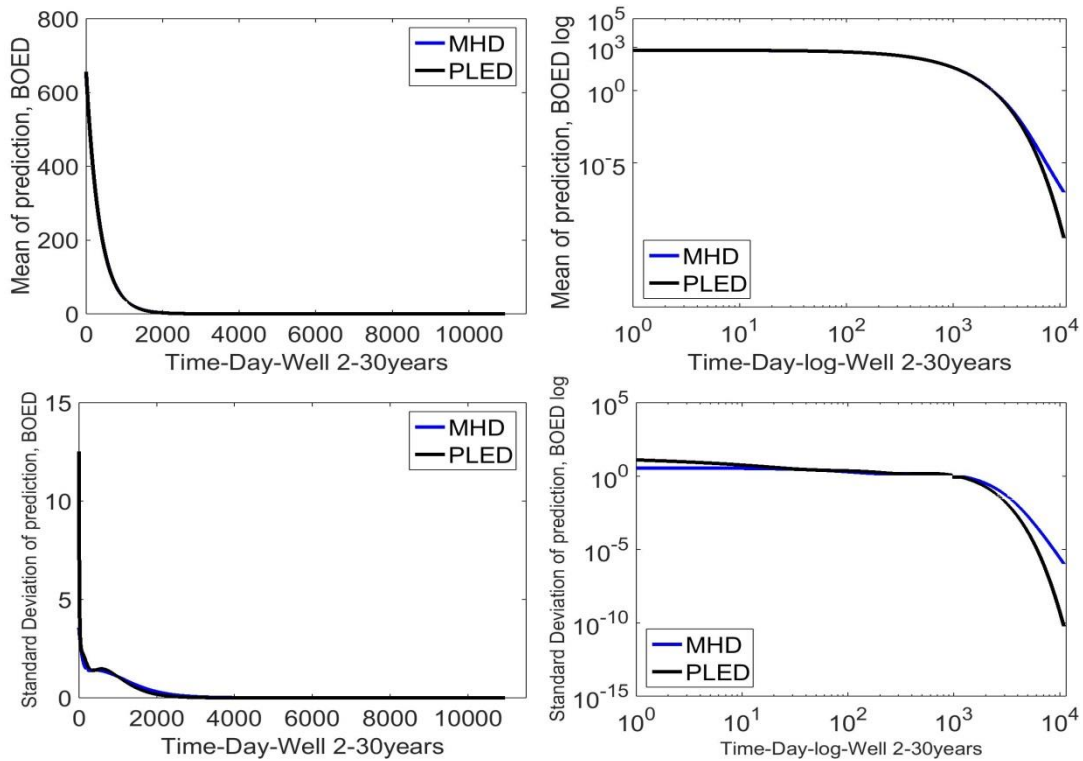 Mean of prediction, BOED
800
600
400
200
0
0 2000 4000 6000 8000 10000
Time-Day-Well 2-30years
MHD
PLED
Mean of prediction, BOED log
10^5
10^3
10^0
10^-5
10^0 10^1 10^2 10^3 10^4
Time-Day-log-Well 2-30years
MHD
PLED
Standard Deviation of prediction, BOED
15
10
5
0
0 2000 4000 6000 8000 10000
Time-Day-Well 2-30years
MHD
PLED
Standard Deviation of prediction, BOED log
10^5
10^0
10^-5
10^-10
10^-15
10^0 10^1 10^2 10^3 10^4
Time-Day-log-Well 2-30years
MHD
PLED